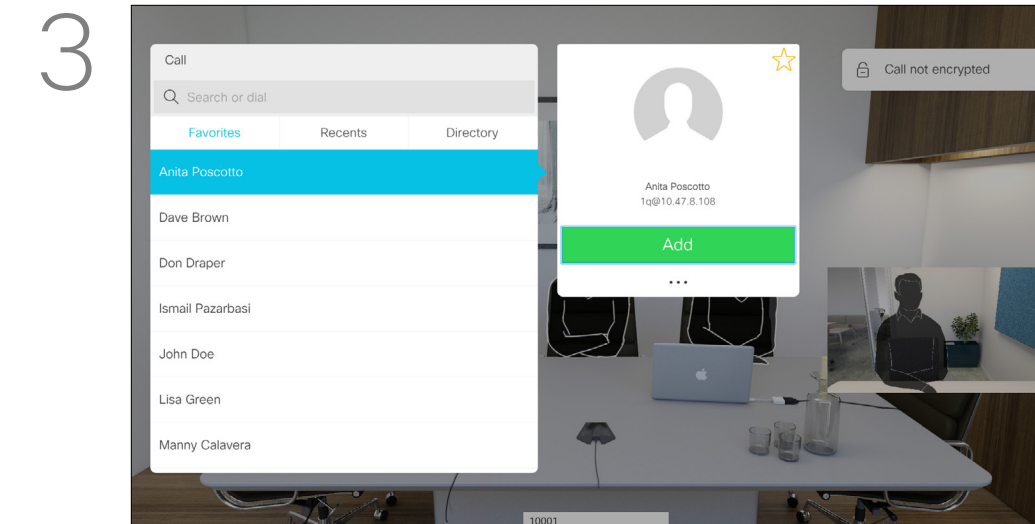 3
Call
Search or dial
Favorites Recents Directory
Anita Poscotto
Dave Brown
Don Draper
Ismail Pazarbasi
John Doe
Lisa Green
Manny Calavera
Anita Poscotto
1q@10.47.8.108
Add
...
Call not encrypted
10001